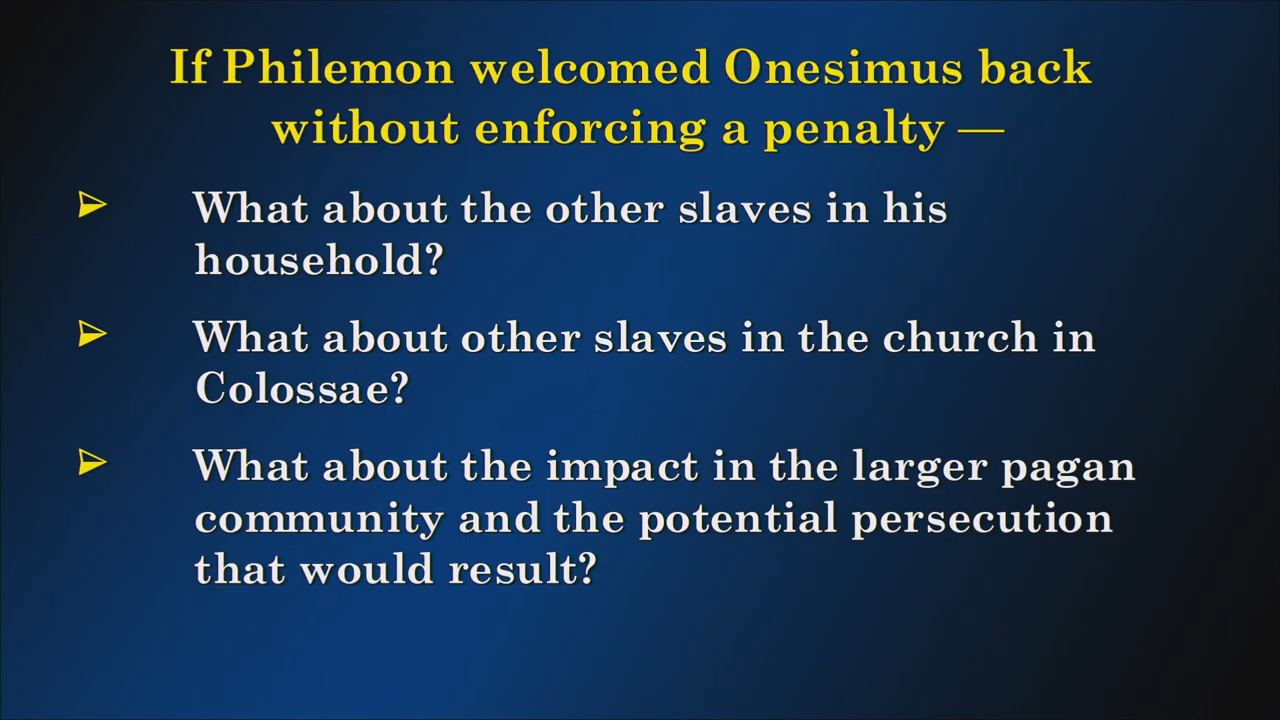 If Philemon welcomed Onesimus back
without enforcing a penalty —
What about the other slaves in his
household?
What about other slaves in the church in
Colossae?
What about the impact in the larger pagan
community and the potential persecution
that would result?